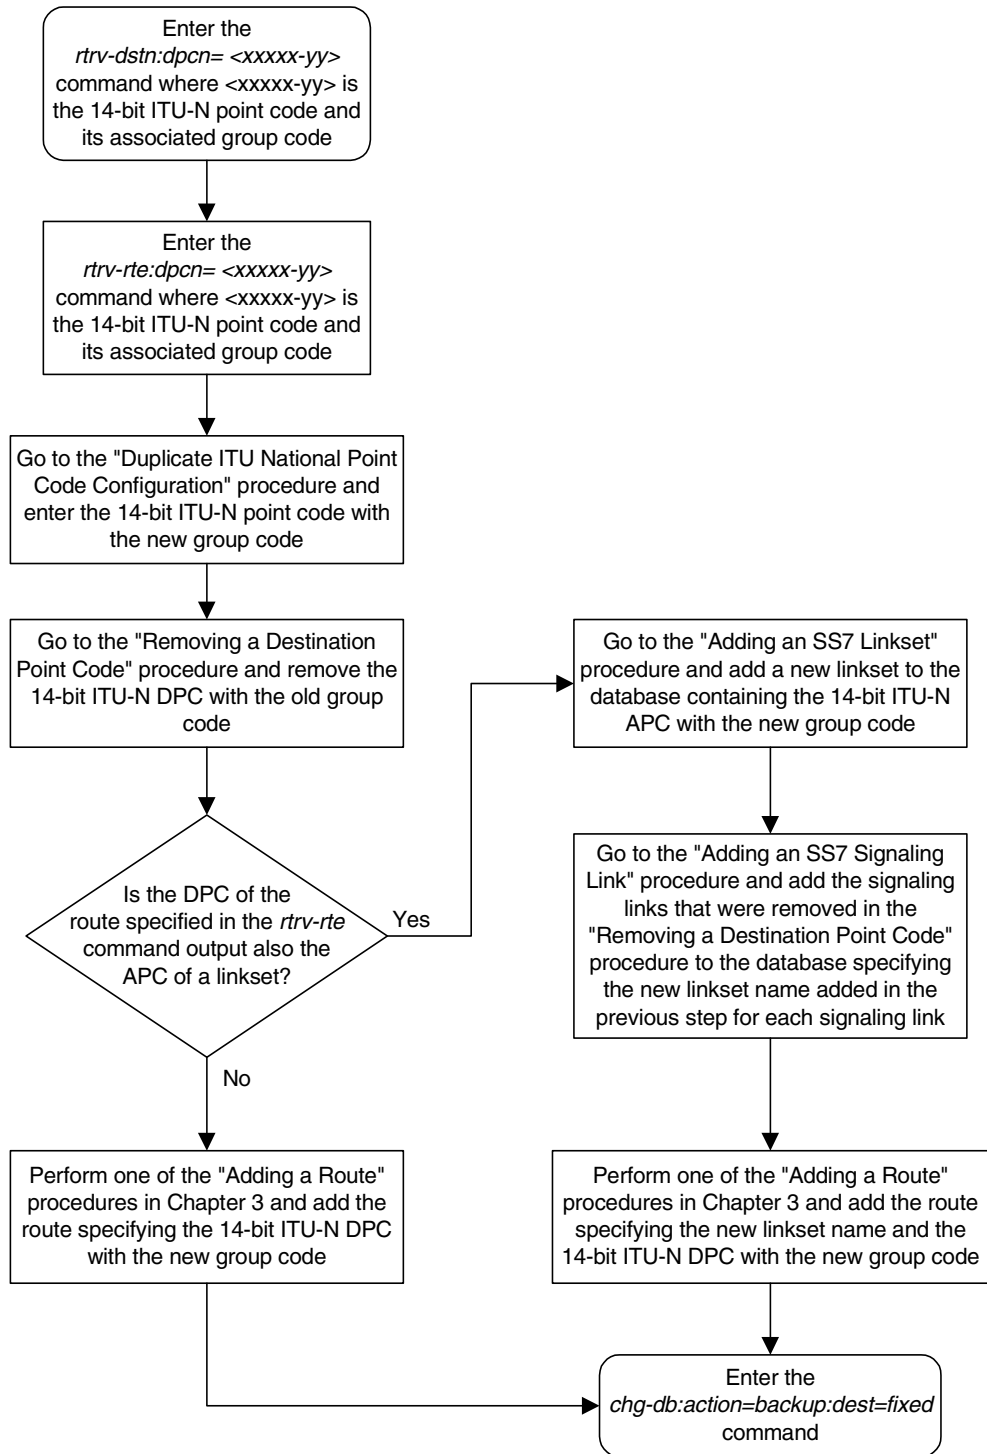 Enter the
rtrv-dstn:dpcn= <xxxxx-yy>
command where <xxxxx-yy> is
the 14-bit ITU-N point code and
its associated group code
Enter the
rtrv-rte:dpcn= <xxxxx-yy>
command where <xxxxx-yy> is
the 14-bit ITU-N point code and
its associated group code
Go to the "Duplicate ITU National Point
Code Configuration" procedure and
enter the 14-bit ITU-N point code with
the new group code
Go to the "Removing a Destination
Point Code" procedure and remove the
14-bit ITU-N DPC with the old group
code
Is the DPC of the
route specified in the rtrv-rte
command output also the
APC of a linkset?
Yes
No
Go to the "Adding an SS7 Linkset"
procedure and add a new linkset to the
database containing the 14-bit ITU-N
APC with the new group code
Go to the "Adding an SS7 Signaling
Link" procedure and add the signaling
links that were removed in the
"Removing a Destination Point Code"
procedure to the database specifying
the new linkset name added in the
previous step for each signaling link
Perform one of the "Adding a Route"
procedures in Chapter 3 and add the
route specifying the 14-bit ITU-N DPC
with the new group code
Perform one of the "Adding a Route"
procedures in Chapter 3 and add the route
specifying the new linkset name and the
14-bit ITU-N DPC with the new group code
Enter the
chg-db:action=backup:dest=fixed
command